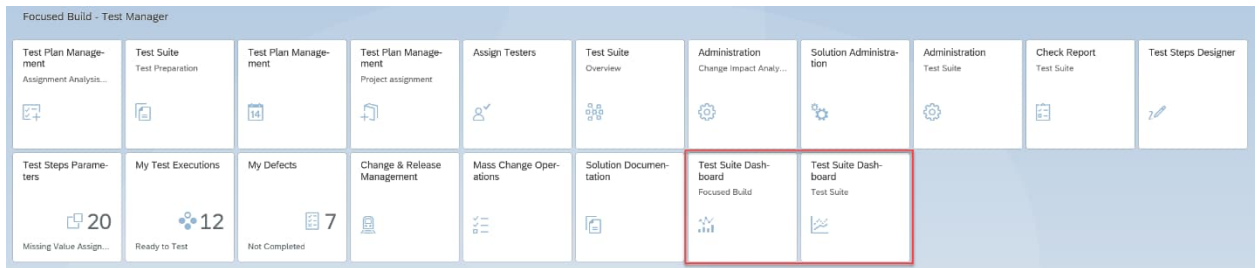 Focused Build - Test Manager
Test Plan Manage-
ment
Assignment Analysis...
Test Suite
Test Preparation
Test Plan Manage-
ment
14
Test Plan Manage-
ment
Project assignment
Assign Testers
Test Suite
Overview
Administration
Change Impact Analy...
Solution Administra-
tion
Administration
Test Suite
Check Report
Test Suite
Test Steps Designer
Test Steps Parame-
ters
20
Missing Value Assign...
My Test Executions
12
Ready to Test
My Defects
7
Not Completed
Change & Release
Management
Mass Change Oper-
ations
Solution Documen-
tation
Test Suite Dash-
board
Focused Build
Test Suite Dash-
board
Test Suite